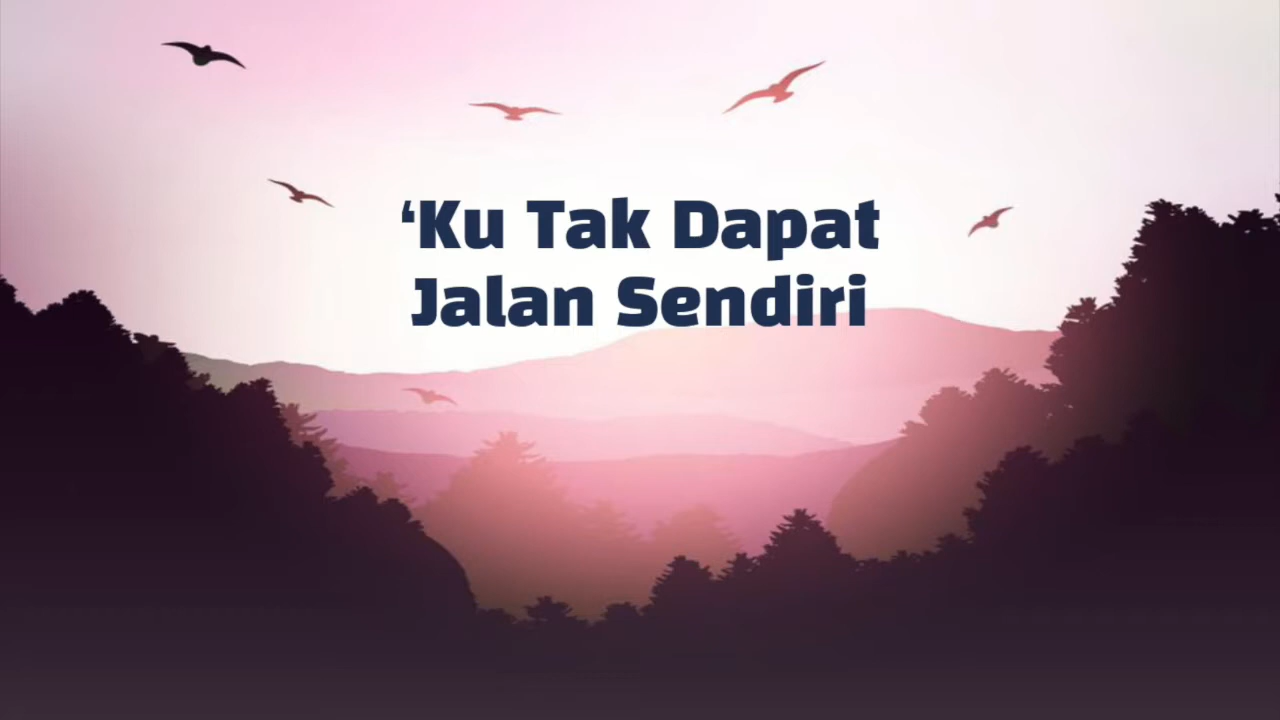 ‘Ku Tak Dapat
Jalan Sendiri